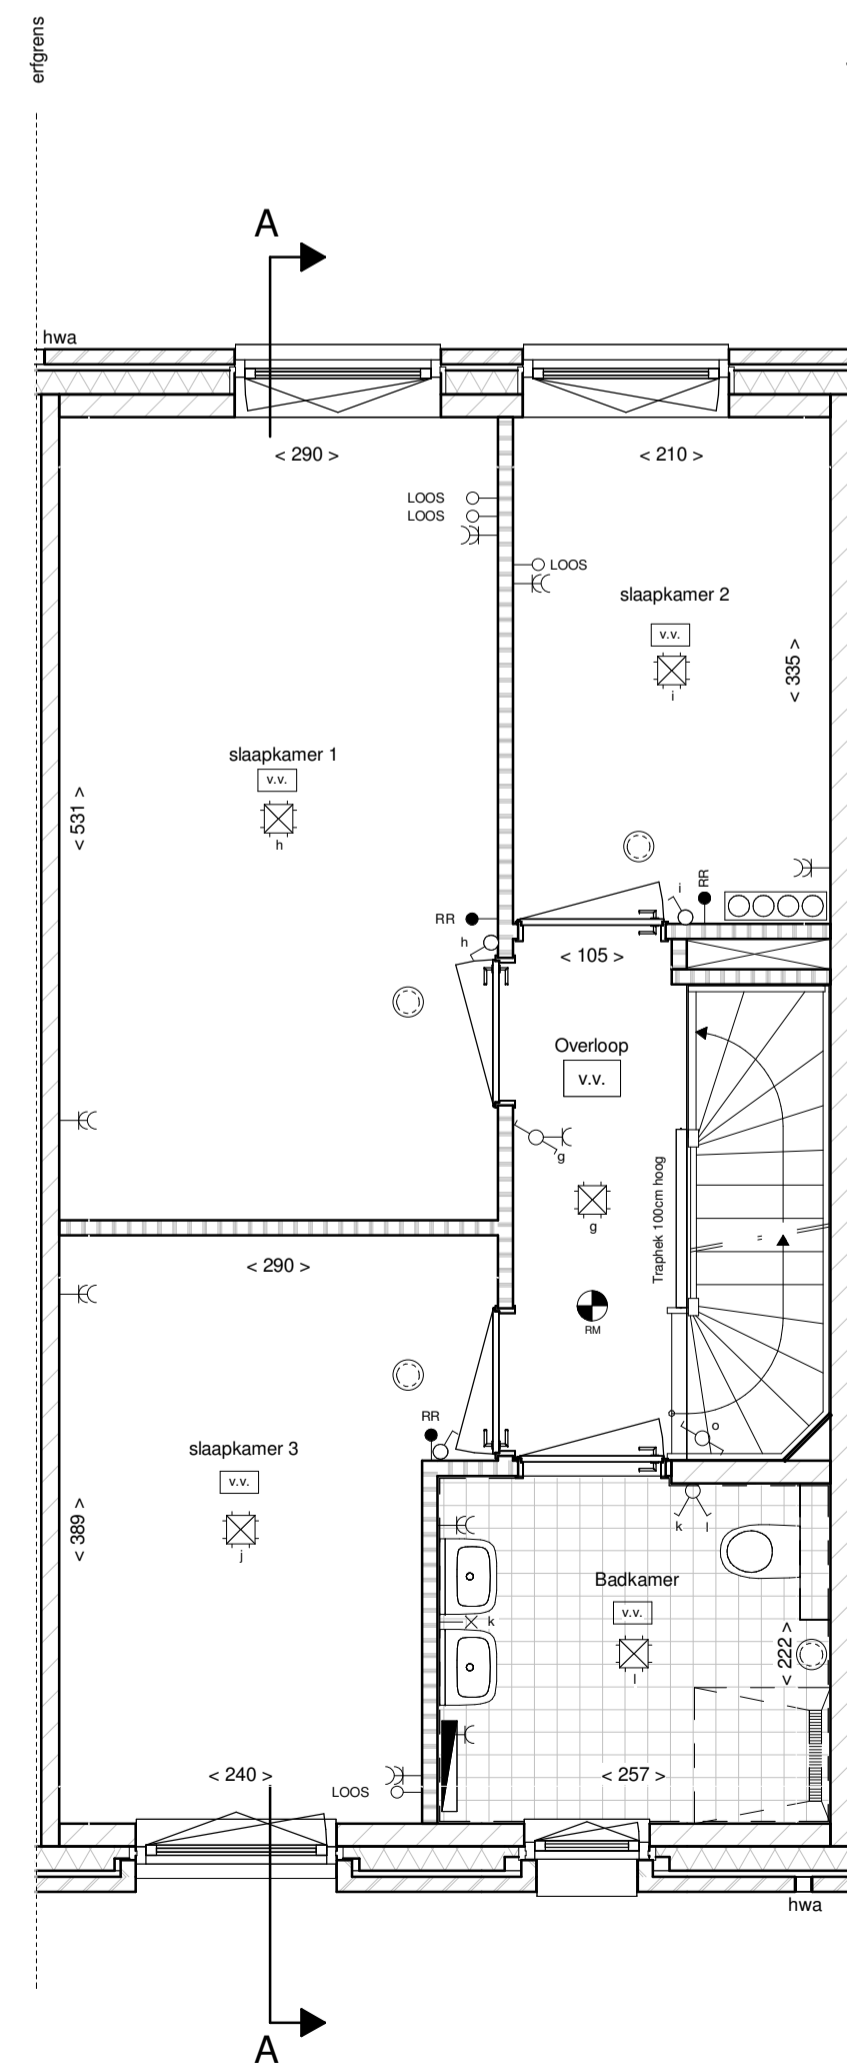 erfgrens
A
hwa
< 290 >
< 210 >
LOOS
LOOS
LOOS
slaapkamer 2
v.v.
< 335 >
i
slaapkamer 1
v.v.
< 531 >
h
i
RR
RR
h
< 105 >
Overloop
v.v.
g
Traphek 100cm hoog
g
< 290 >
RM
RR
o
slaapkamer 3
v.v.
< 389 >
j
k l
Badkamer
v.v.
k
< 222 >
l
< 240 >
< 257 >
LOOS
hwa
A